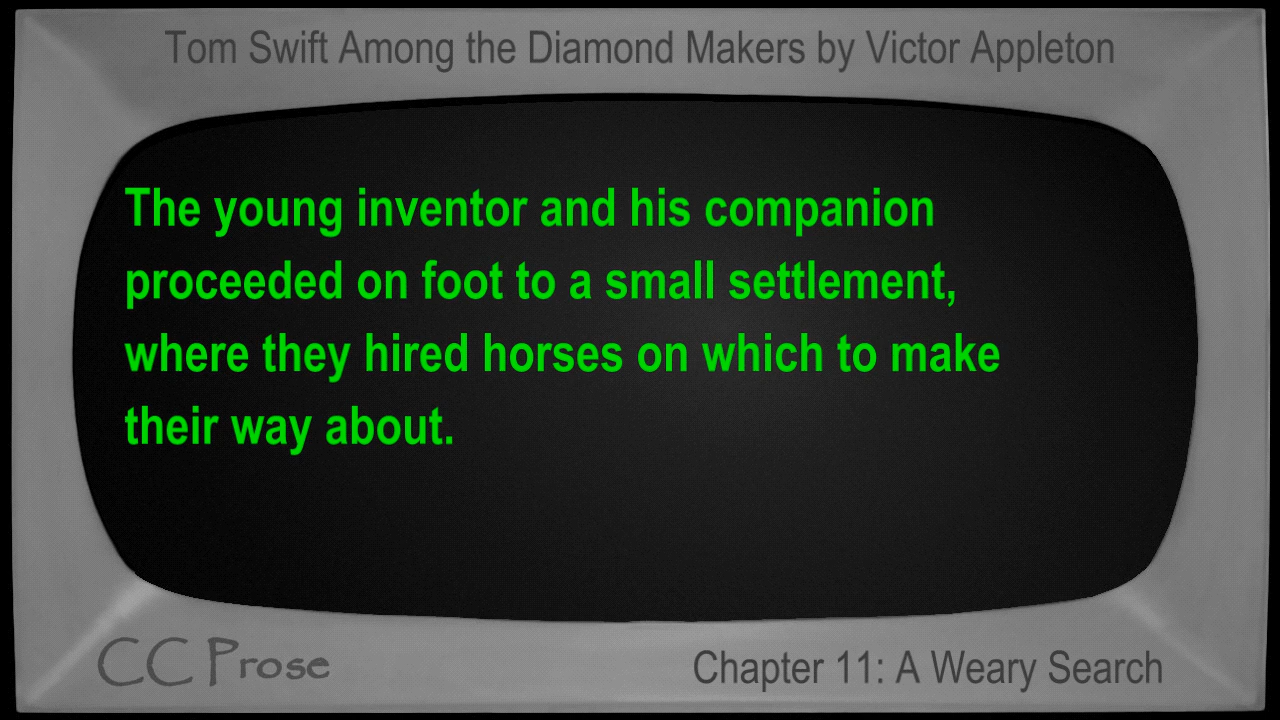 Tom Swift Among the Diamond Makers by Victor Appleton
The young inventor and his companion
proceeded on foot to a small settlement,
where they hired horses on which to make
their way about.
CC Prose
Chapter 11: A Weary Search